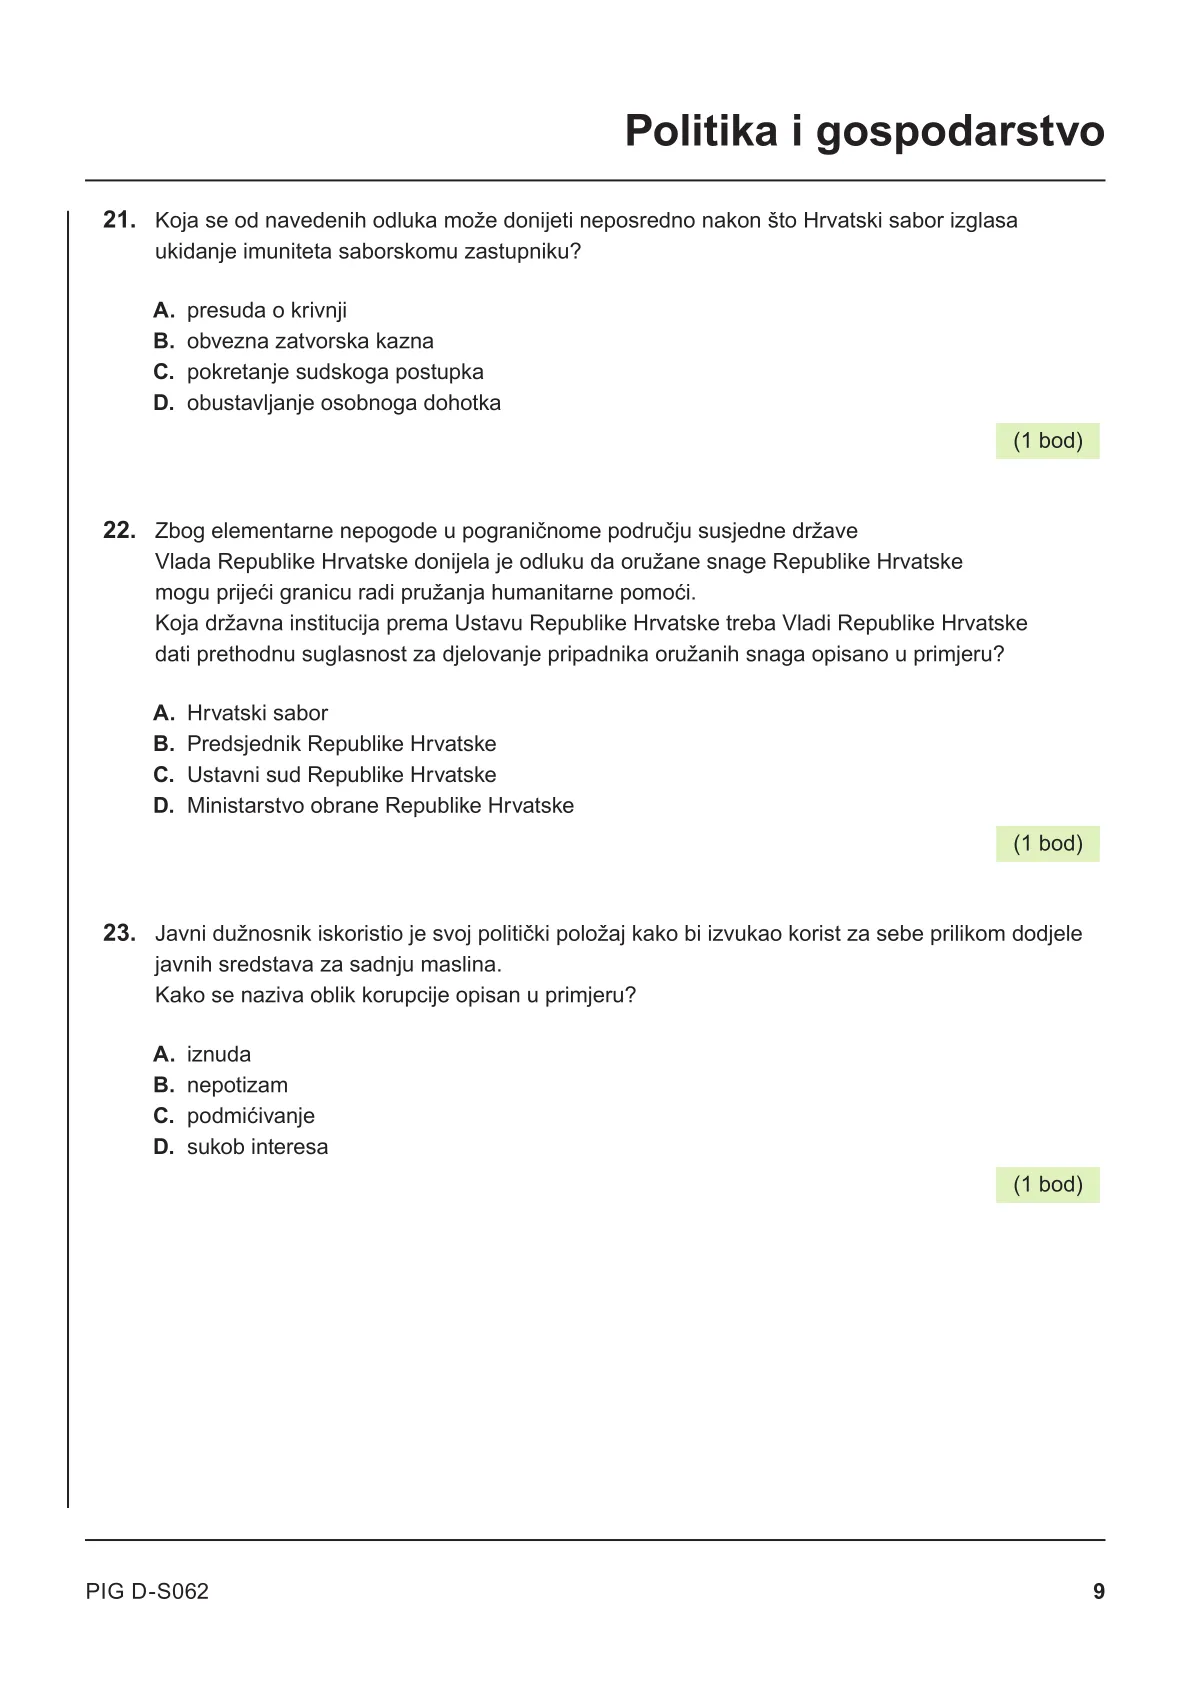 Politika i gospodarstvo
21. Koja se od navedenih odluka može donijeti neposredno nakon što Hrvatski sabor izglasa
ukidanje imuniteta saborskomu zastupniku?
A. presuda o krivnji
B. obvezna zatvorska kazna
C. pokretanje sudskoga postupka
D. obustavljanje osobnoga dohotka
(1 bod)
22. Zbog elementarne nepogode u pograničnome području susjedne države
Vlada Republike Hrvatske donijela je odluku da oružane snage Republike Hrvatske
mogu prijeći granicu radi pružanja humanitarne pomoći.
Koja državna institucija prema Ustavu Republike Hrvatske treba Vladi Republike Hrvatske
dati prethodnu suglasnost za djelovanje pripadnika oružanih snaga opisano u primjeru?
A. Hrvatski sabor
B. Predsjednik Republike Hrvatske
C. Ustavni sud Republike Hrvatske
D. Ministarstvo obrane Republike Hrvatske
(1 bod)
23. Javni dužnosnik iskoristio je svoj politički položaj kako bi izvukao korist za sebe prilikom dodjele
javnih sredstava za sadnju maslina.
Kako se naziva oblik korupcije opisan u primjeru?
A. iznuda
B. nepotizam
C. podmićivanje
D. sukob interesa
(1 bod)
PIG D-S062
9